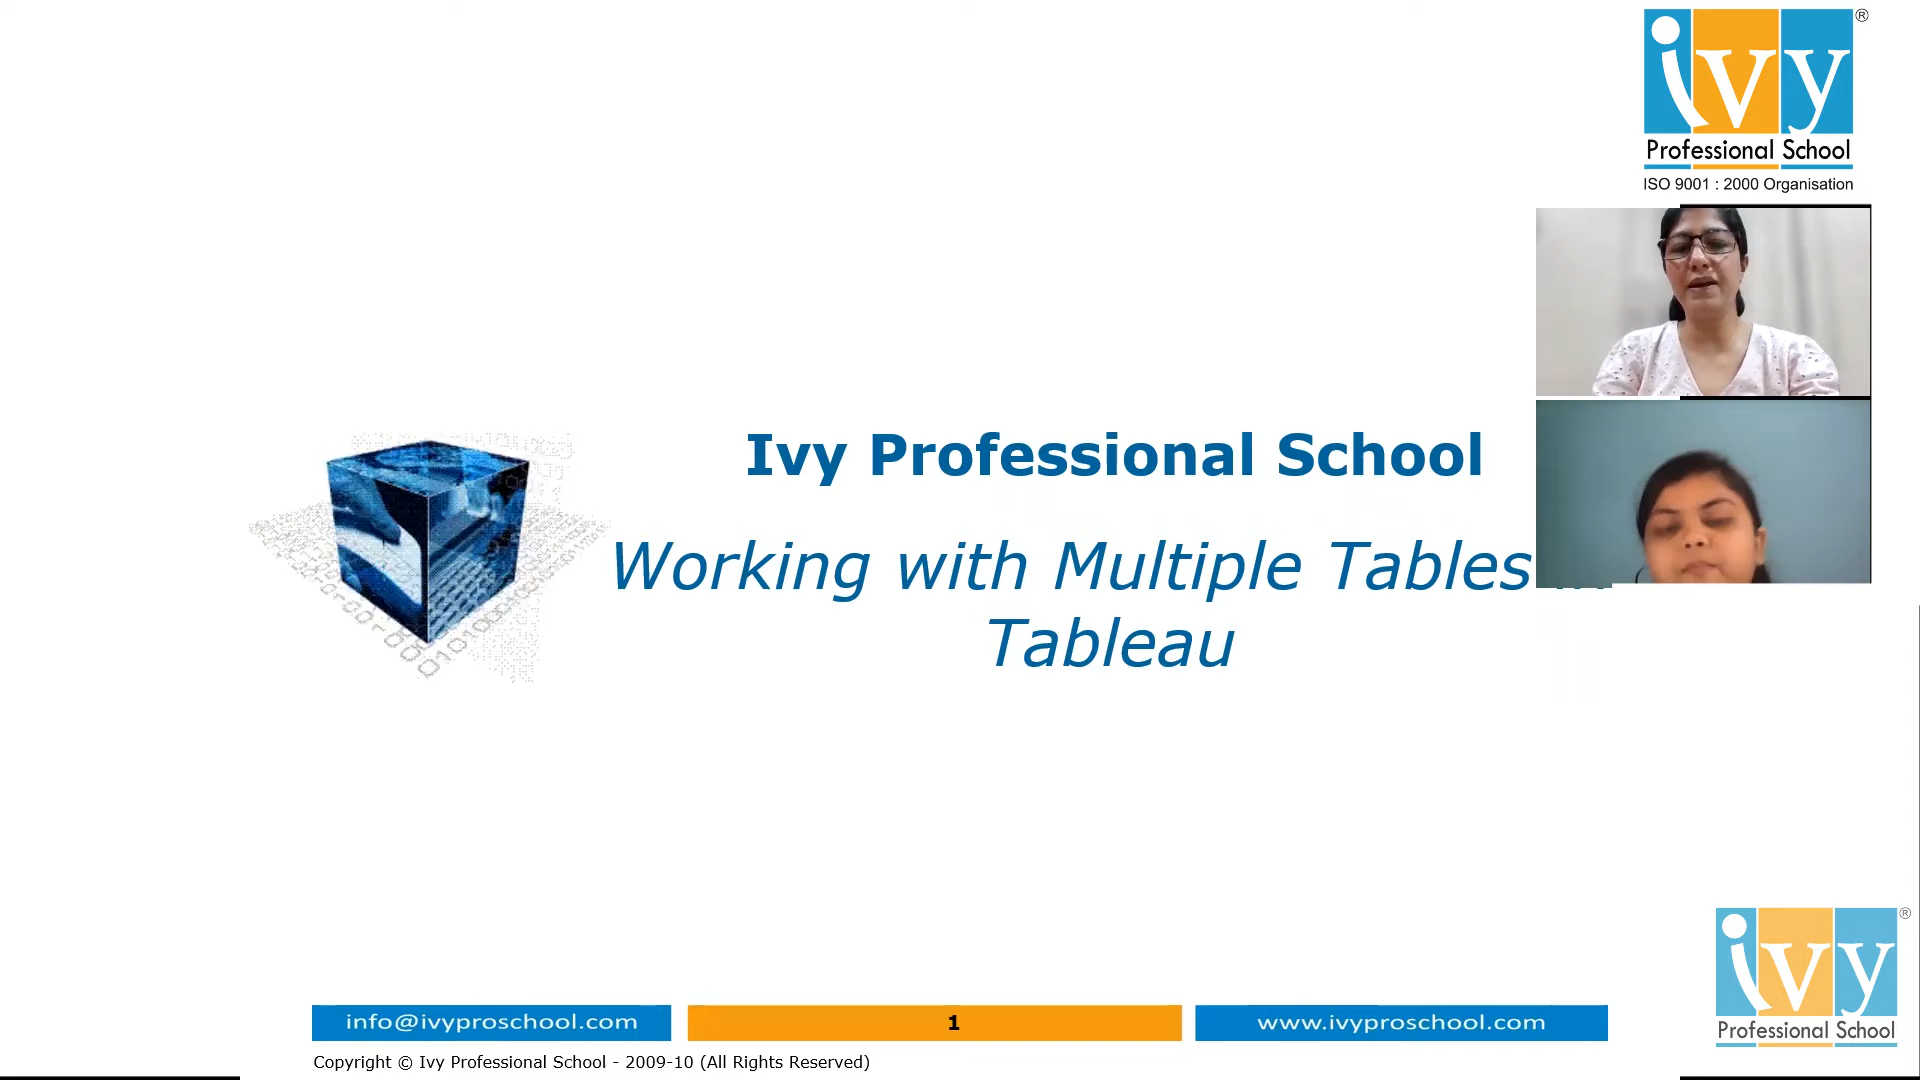 ivy ®
Professional School
ISO 9001 : 2000 Organisation
Ivy Professional School
Working with Multiple Tables
Tableau
ivy ®
Professional School
info@ivyproschool.com
1
www.ivyproschool.com
Copyright © Ivy Professional School - 2009-10 (All Rights Reserved)